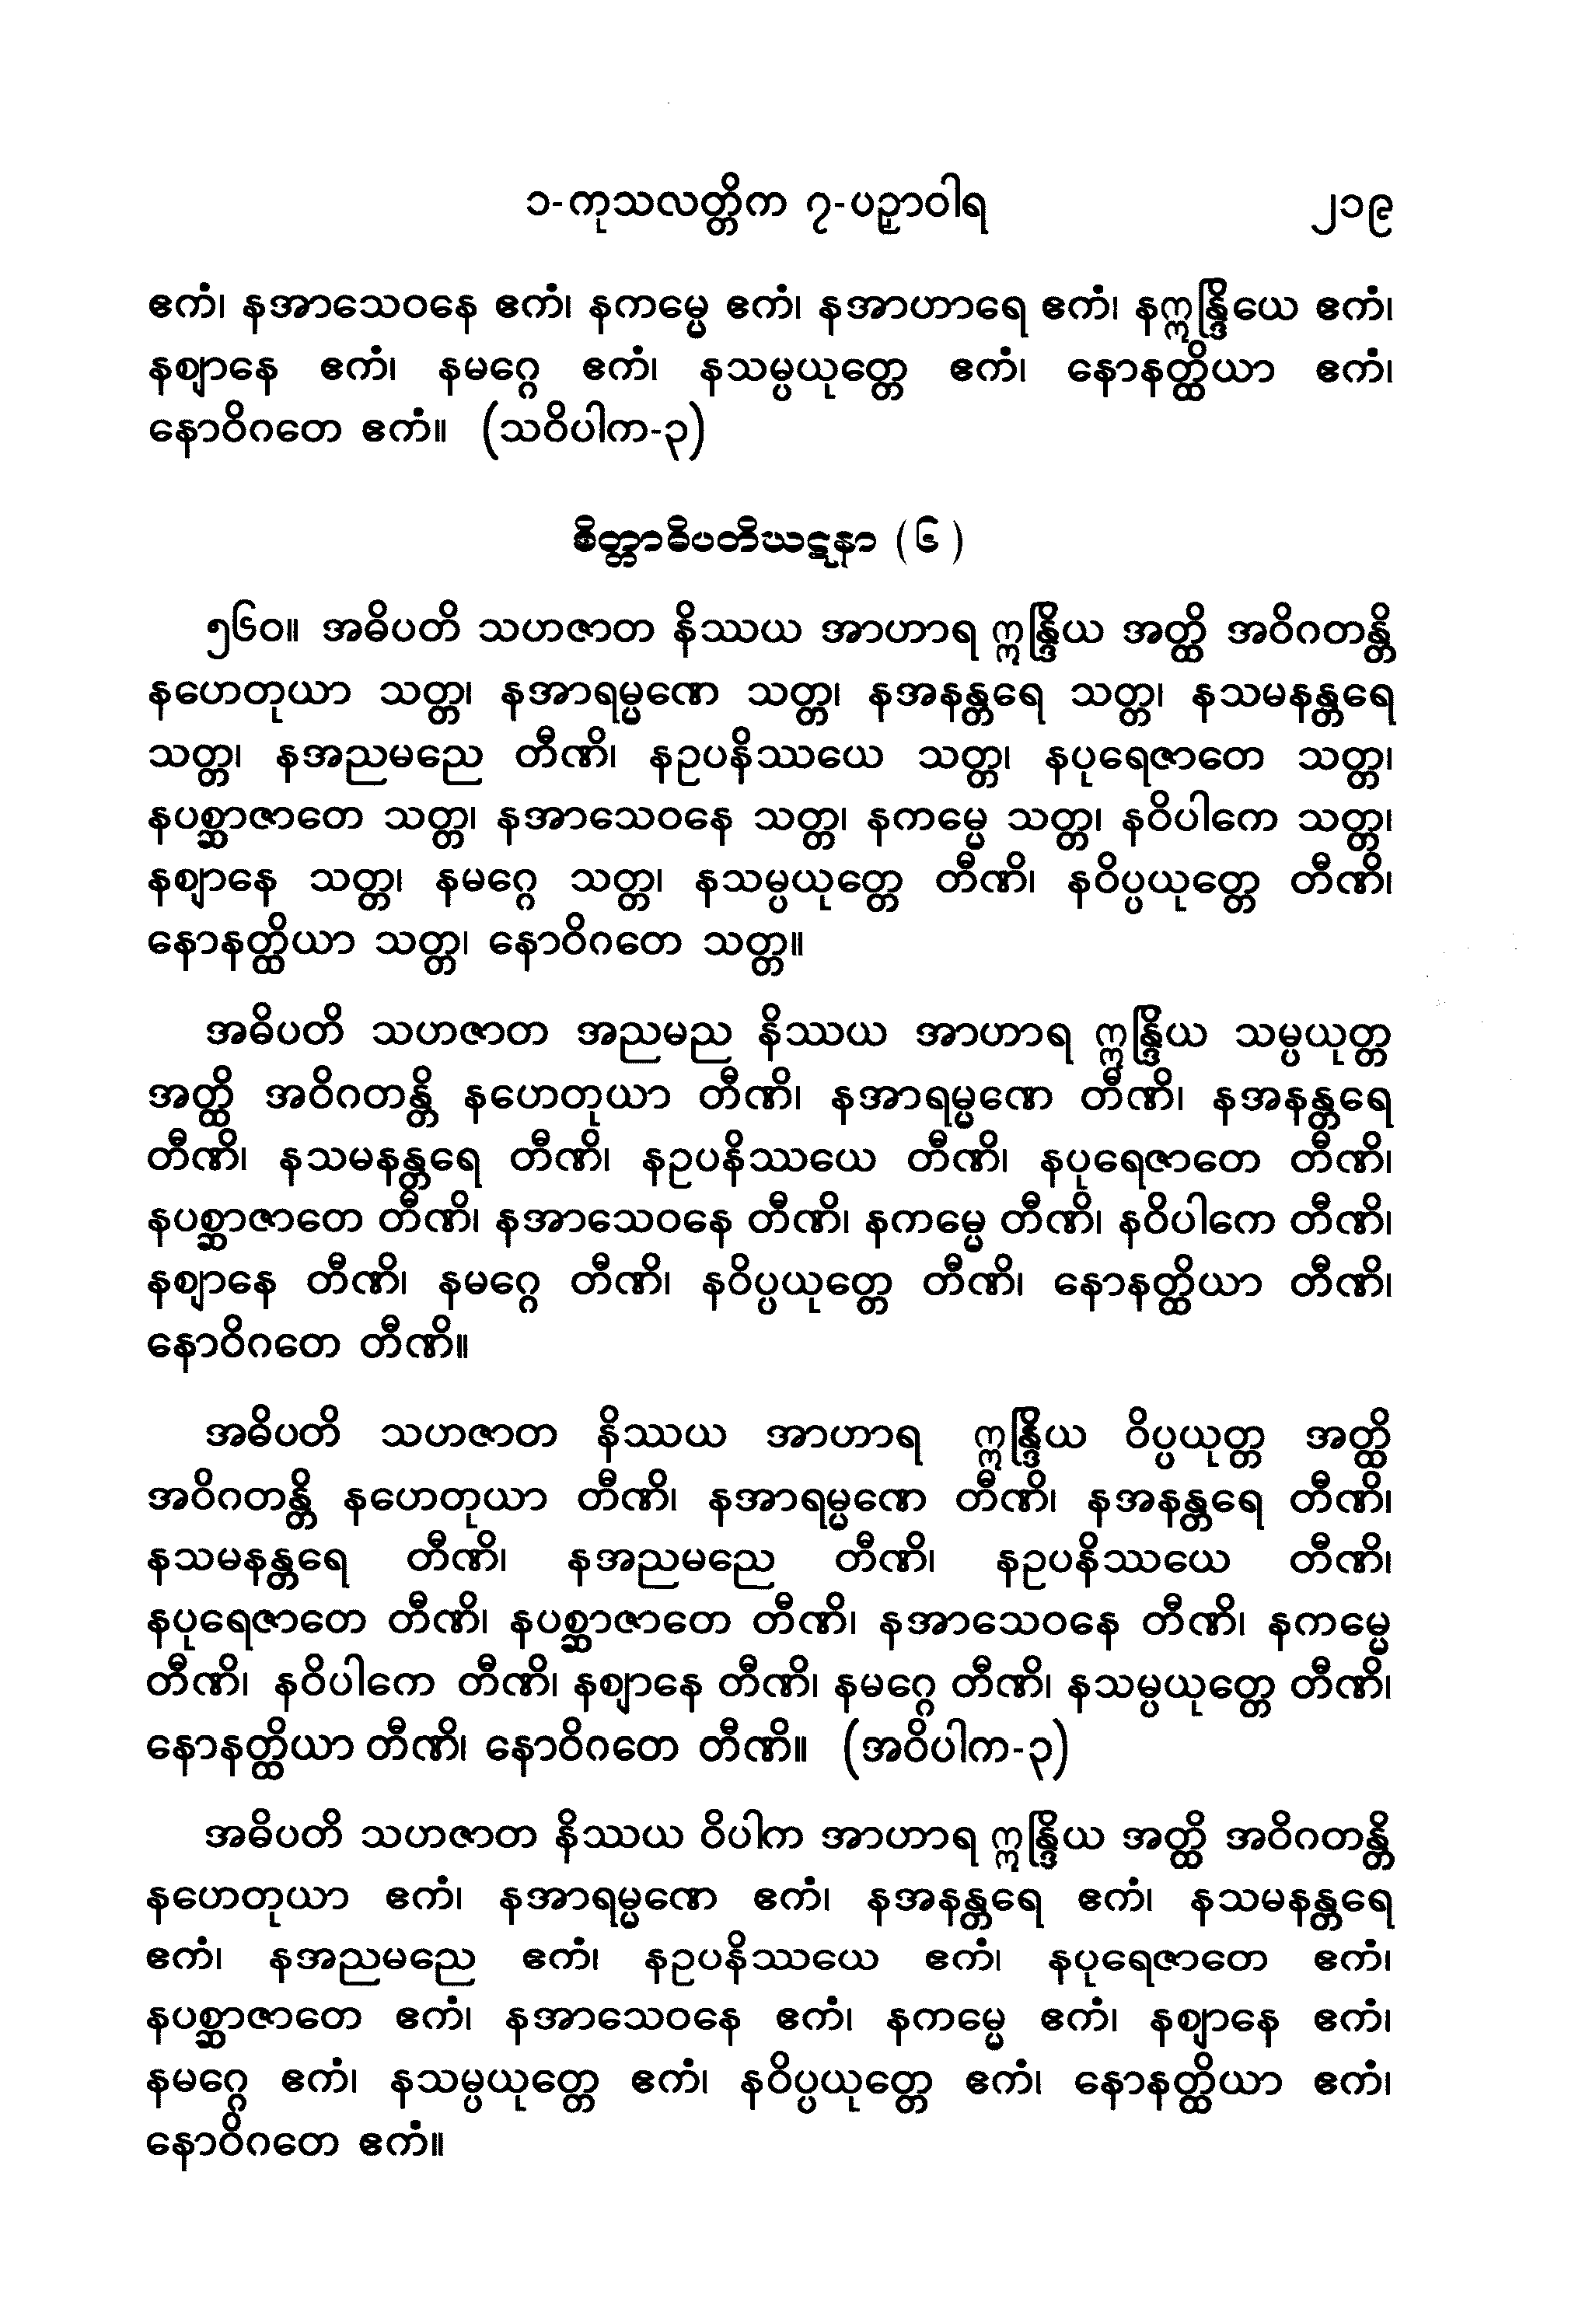 ၁-ကုသလတ္တိက ၇-ပဉှာဝါရ ၂၁၉
ဧကံ၊ နအာသေဝနေ ဧကံ၊ နကမ္မေ ဧကံ၊ နအာဟာရေ ဧကံ၊ နဣန္ဒြိယေ ဧကံ၊
နဈာနေ ဧကံ၊ နမဂ္ဂေ ဧကံ၊ နသမ္ပယုတ္တေ ဧကံ၊ နောနတ္ထိယာ ဧကံ၊
နောဝိဂတေ ဧကံ။ (သဝိပါက-၃)
စိတ္တာဓိပတိဃဋနာ (၆)
၅၆၀။ အဓိပတိ သဟဇာတ နိဿယ အာဟာရ ဣန္ဒြိယ အတ္ထိ အဝိဂတန္တိ
နဟေတုယာ သတ္တ၊ နအာရမ္မဏေ သတ္တ၊ နအနန္တရေ သတ္တ၊ နသမနန္တရေ
သတ္တ၊ နအညမညေ တီဏိ၊ နဥပနိဿယေ သတ္တ၊ နပုရေဇာတေ သတ္တ၊
နပစ္ဆာဇာတေ သတ္တ၊ နအာသေဝနေ သတ္တ၊ နကမ္မေ သတ္တ၊ နဝိပါကေ သတ္တ၊
နဈာနေ သတ္တ၊ နမဂ္ဂေ သတ္တ၊ နသမ္ပယုတ္တေ တီဏိ၊ နဝိပ္ပယုတ္တေ တီဏိ၊
နောနတ္ထိယာ သတ္တ၊ နောဝိဂတေ သတ္တ။
အဓိပတိ သဟဇာတ အညမည နိဿယ အာဟာရ ဣန္ဒြိယ သမ္ပယုတ္တ
အတ္ထိ အဝိဂတန္တိ နဟေတုယာ တီဏိ၊ နအာရမ္မဏေ တီဏိ၊ နအနန္တရေ
တီဏိ၊ နသမနန္တရေ တီဏိ၊ နဥပနိဿယေ တီဏိ၊ နပုရေဇာတေ တီဏိ၊
နပစ္ဆာဇာတေ တီဏိ၊ နအာသေဝနေ တီဏိ၊ နကမ္မေ တီဏိ၊ နဝိပါကေ တီဏိ၊
နဈာနေ တီဏိ၊ နမဂ္ဂေ တီဏိ၊ နဝိပ္ပယုတ္တေ တီဏိ၊ နောနတ္ထိယာ တီဏိ၊
နောဝိဂတေ တီဏိ။
အဓိပတိ သဟဇာတ နိဿယ အာဟာရ ဣန္ဒြိယ ဝိပ္ပယုတ္တ အတ္ထိ
အဝိဂတန္တိ နဟေတုယာ တီဏိ၊ နအာရမ္မဏေ တီဏိ၊ နအနန္တရေ တီဏိ၊
နသမနန္တရေ တီဏိ၊ နအညမညေ တီဏိ၊ နဥပနိဿယေ တီဏိ၊
နပုရေဇာတေ တီဏိ၊ နပစ္ဆာဇာတေ တီဏိ၊ နအာသေဝနေ တီဏိ၊ နကမ္မေ
တီဏိ၊ နဝိပါကေ တီဏိ၊ နဈာနေ တီဏိ၊ နမဂ္ဂေ တီဏိ၊ နသမ္ပယုတ္တေ တီဏိ၊
နောနတ္ထိယာ တီဏိ၊ နောဝိဂတေ တီဏိ။ (အဝိပါက-၃)
အဓိပတိ သဟဇာတ နိဿယ ဝိပါက အာဟာရ ဣန္ဒြိယ အတ္ထိ အဝိဂတန္တိ
နဟေတုယာ ဧကံ၊ နအာရမ္မဏေ ဧကံ၊ နအနန္တရေ ဧကံ၊ နသမနန္တရေ
ဧကံ၊ နအညမညေ ဧကံ၊ နဥပနိဿယေ ဧကံ၊ နပုရေဇာတေ ဧကံ၊
နပစ္ဆာဇာတေ ဧကံ၊ နအာသေဝနေ ဧကံ၊ နကမ္မေ ဧကံ၊ နဈာနေ ဧကံ၊
နမဂ္ဂေ ဧကံ၊ နသမ္ပယုတ္တေ ဧကံ၊ နဝိပ္ပယုတ္တေ ဧကံ၊ နောနတ္ထိယာ ဧကံ၊
နောဝိဂတေ ဧကံ။